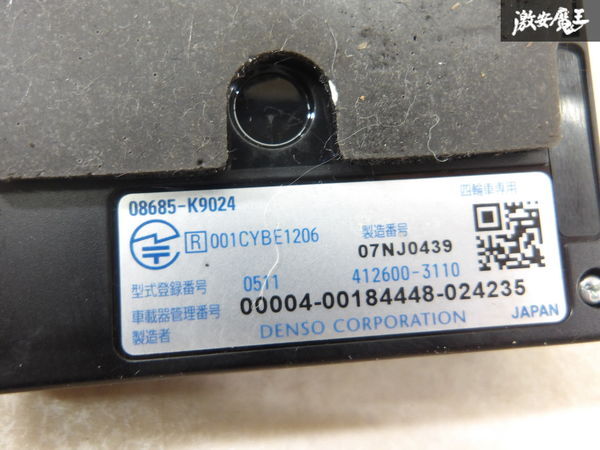 激安魔王
08685-K9024
四輪車専用
R 001CYBE1206
製造番号
07NJ0439
型式登録番号 0511 412600-3110
車載器管理番号 00004-00184448-024235
製造者 DENSO CORPORATION JAPAN